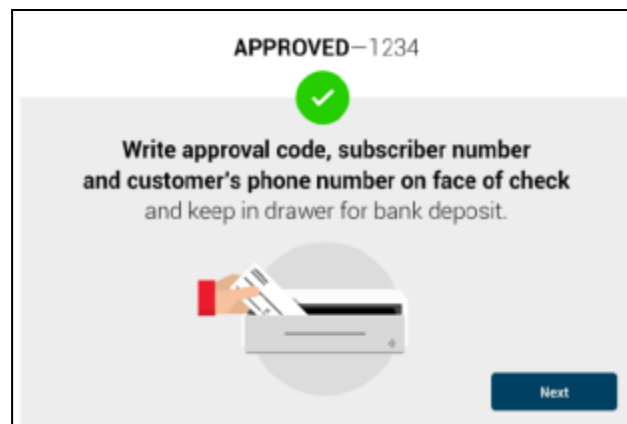 APPROVED—1234
Write approval code, subscriber number
and customer's phone number on face of check
and keep in drawer for bank deposit.
Next